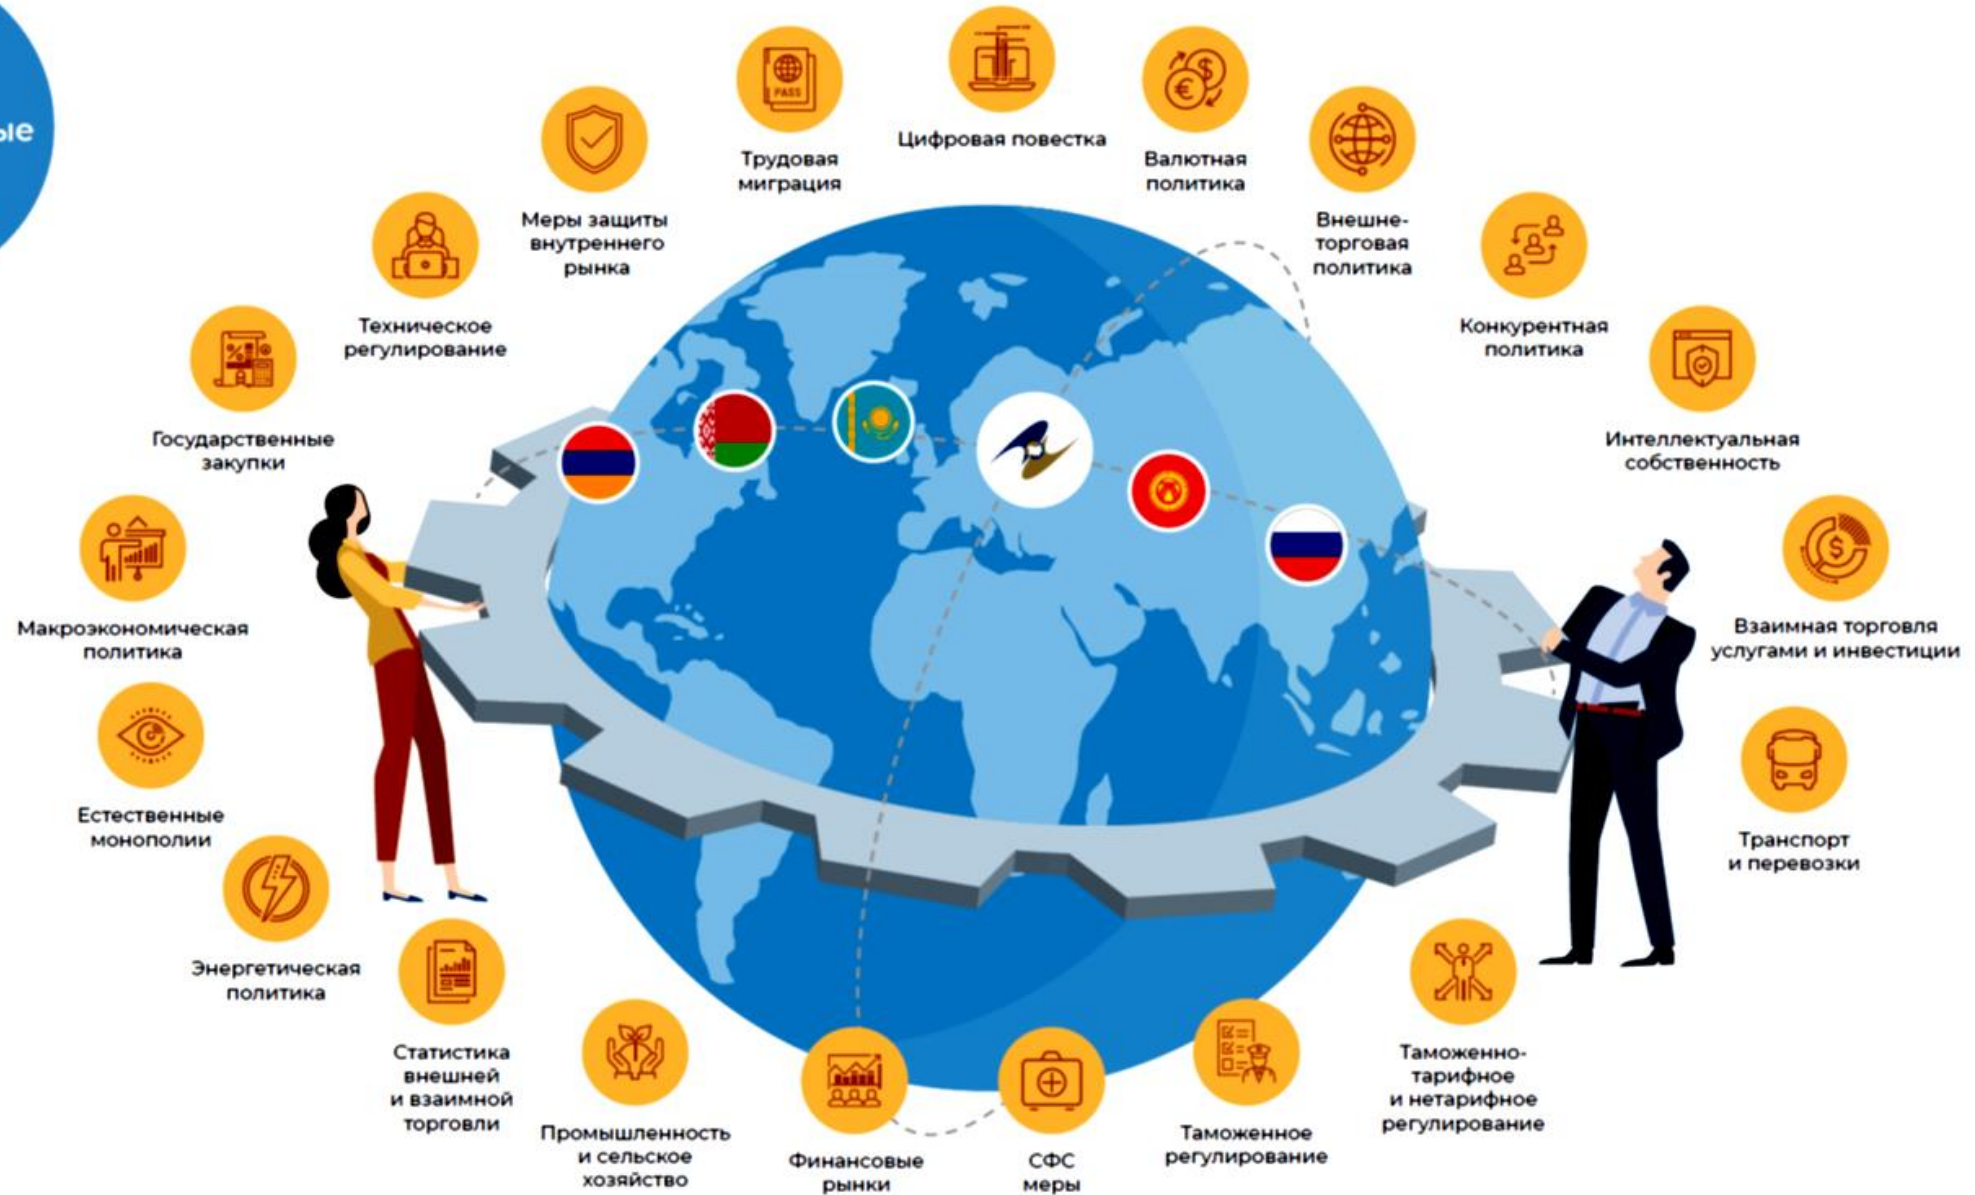 ые
PASS
Цифровая повестка
Трудовая
миграция
Валютная
политика
Меры защиты
внутреннего
рынка
Внешне-
торговая
политика
Техническое
регулирование
Конкурентная
политика
Государственные
закупки
Интеллектуальная
собственность
Макроэкономическая
политика
Взаимная торговля
услугами и инвестиции
Естественные
монополии
Транспорт
и перевозки
Энергетическая
политика
Статистика
внешней
и взаимной
торговли
Таможенно-
тарифное
и нетарифное
регулирование
Промышленность
и сельское
хозяйство
Финансовые
рынки
СФС
меры
Таможенное
регулирование